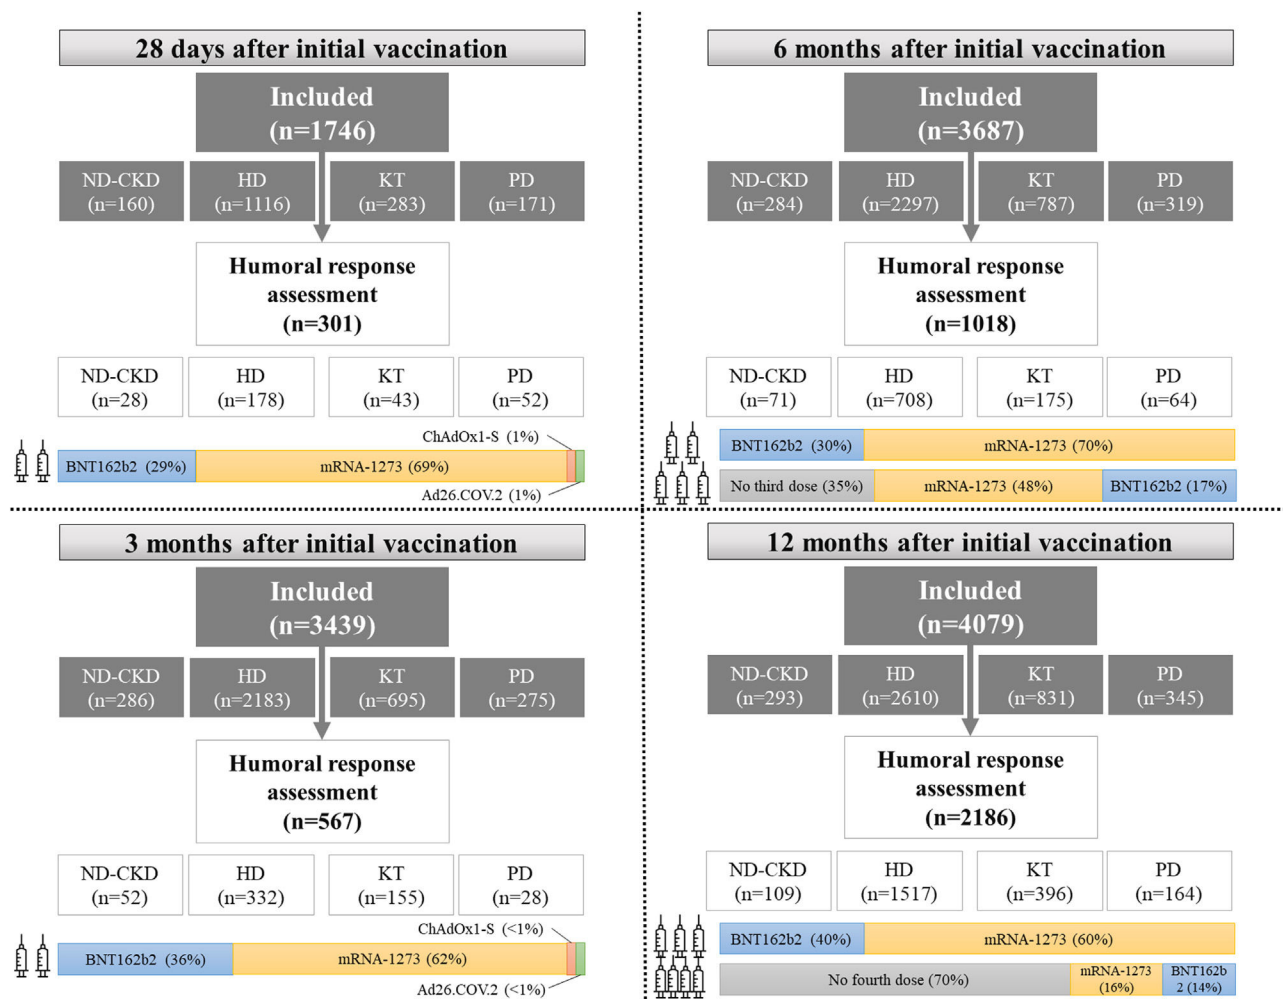 28 days after initial vaccination
Included
(n=1746)
ND-CKD
(n=160)
HD
(n=1116)
KT
(n=283)
PD
(n=171)
Humoral response
assessment
(n=301)
ND-CKD
(n=28)
HD
(n=178)
KT
(n=43)
PD
(n=52)
ChAdOx1-S (1%)
BNT162b2 (29%)
mRNA-1273 (69%)
Ad26.COV.2 (1%)
6 months after initial vaccination
Included
(n=3687)
ND-CKD
(n=284)
HD
(n=2297)
KT
(n=787)
PD
(n=319)
Humoral response
assessment
(n=1018)
ND-CKD
(n=71)
HD
(n=708)
KT
(n=175)
PD
(n=64)
BNT162b2 (30%)
mRNA-1273 (70%)
No third dose (35%)
mRNA-1273 (48%)
BNT162b2 (17%)
3 months after initial vaccination
Included
(n=3439)
ND-CKD
(n=286)
HD
(n=2183)
KT
(n=695)
PD
(n=275)
Humoral response
assessment
(n=567)
ND-CKD
(n=52)
HD
(n=332)
KT
(n=155)
PD
(n=28)
ChAdOx1-S (<1%)
BNT162b2 (36%)
mRNA-1273 (62%)
Ad26.COV.2 (<1%)
12 months after initial vaccination
Included
(n=4079)
ND-CKD
(n=293)
HD
(n=2610)
KT
(n=831)
PD
(n=345)
Humoral response
assessment
(n=2186)
ND-CKD
(n=109)
HD
(n=1517)
KT
(n=396)
PD
(n=164)
BNT162b2 (40%)
mRNA-1273 (60%)
No fourth dose (70%)
mRNA-1273
(16%)
BNT162b
2 (14%)